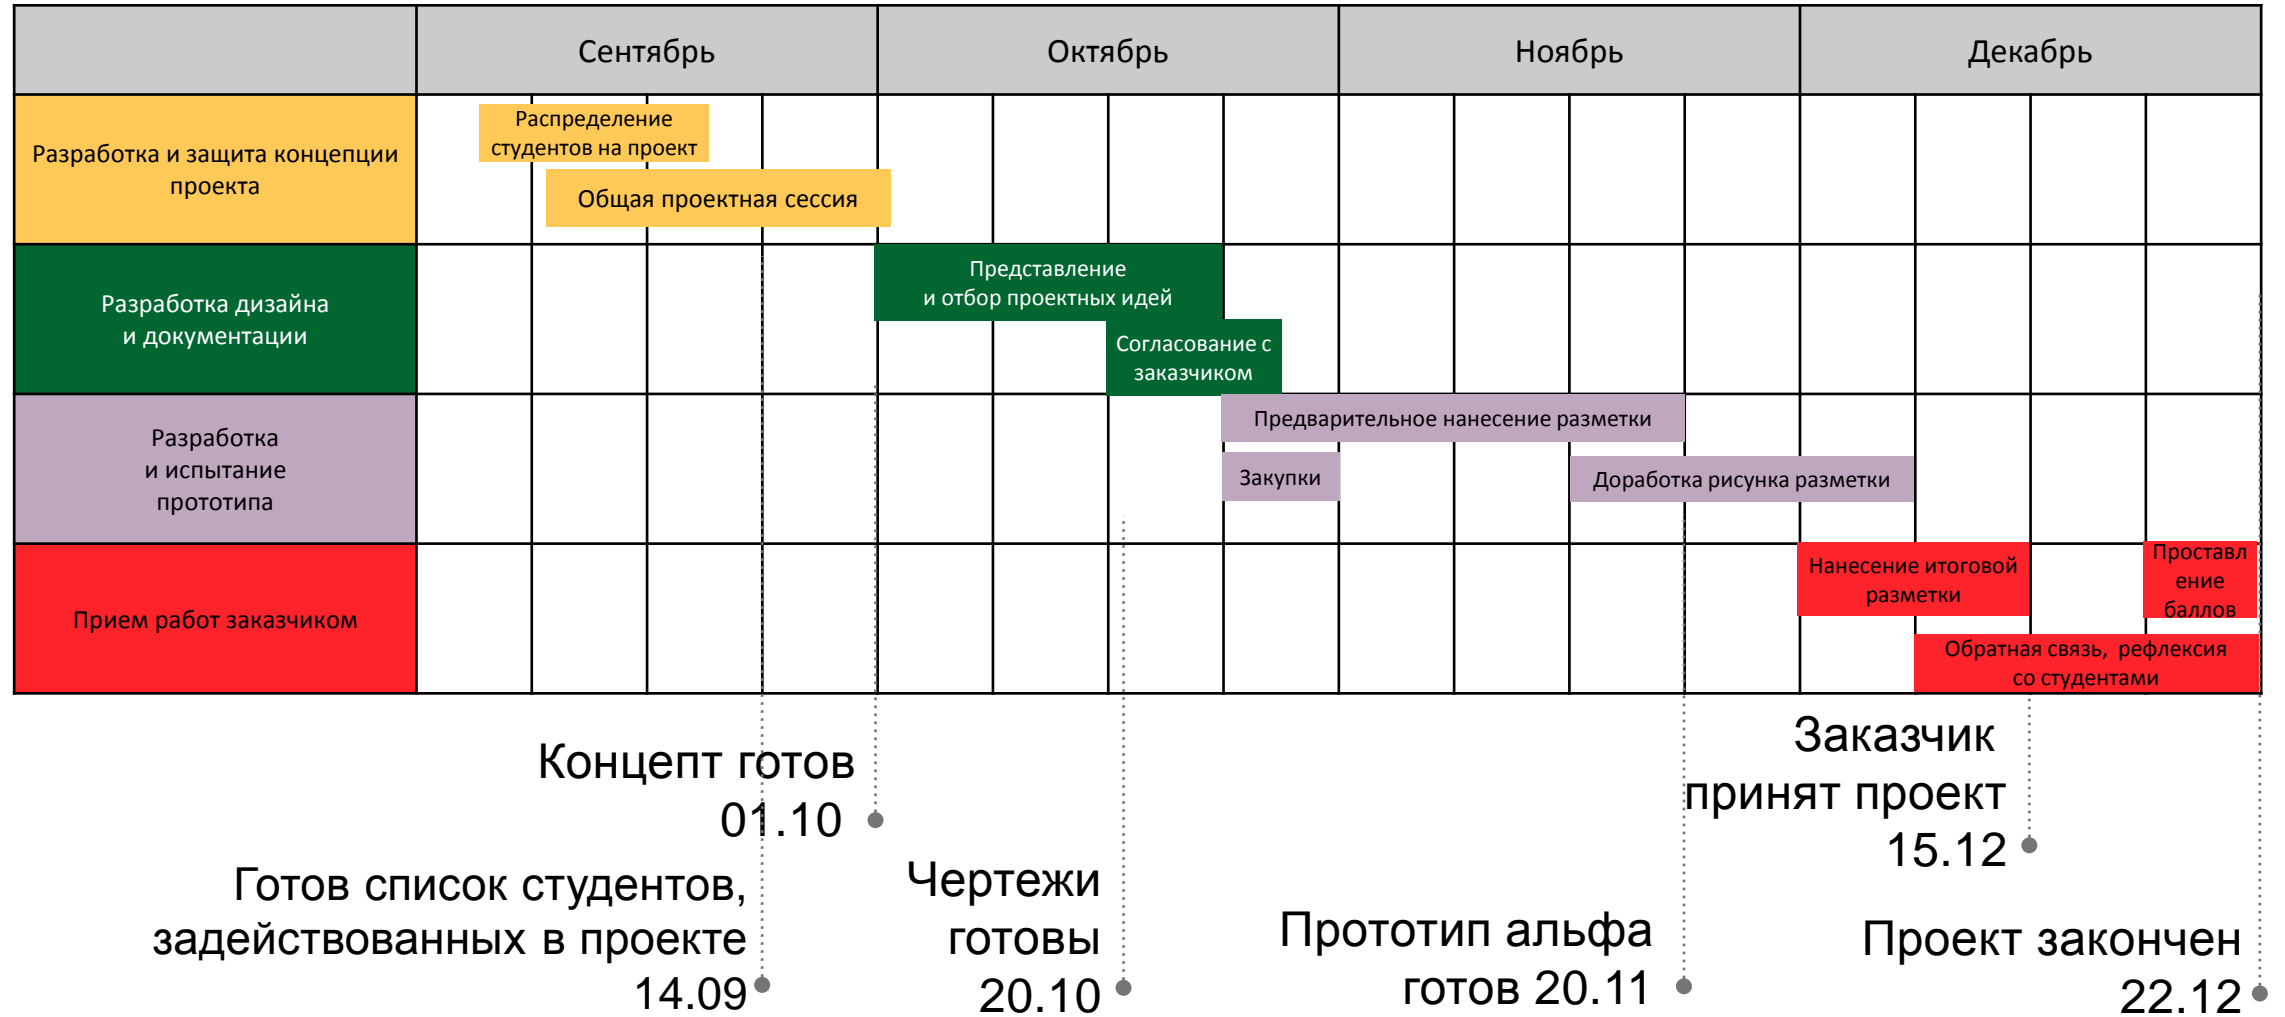 Сентябрь
Октябрь
Ноябрь
Декабрь
Разработка и защита концепции
проекта
Распределение
студентов на проект
Общая проектная сессия
Разработка дизайна
и документации
Представление
и отбор проектных идей
Согласование с
заказчиком
Разработка
и испытание
прототипа
Предварительное нанесение разметки
Закупки
Доработка рисунка разметки
Прием работ заказчиком
Нанесение итоговой
разметки
Проставл
ение
баллов
Обратная связь, рефлексия
со студентами
Концепт готов
01.10
Готов список студентов,
задействованных в проекте
14.09
Чертежи
готовы
20.10
Прототип альфа
готов 20.11
Заказчик
принят проект
15.12
Проект закончен
22.12